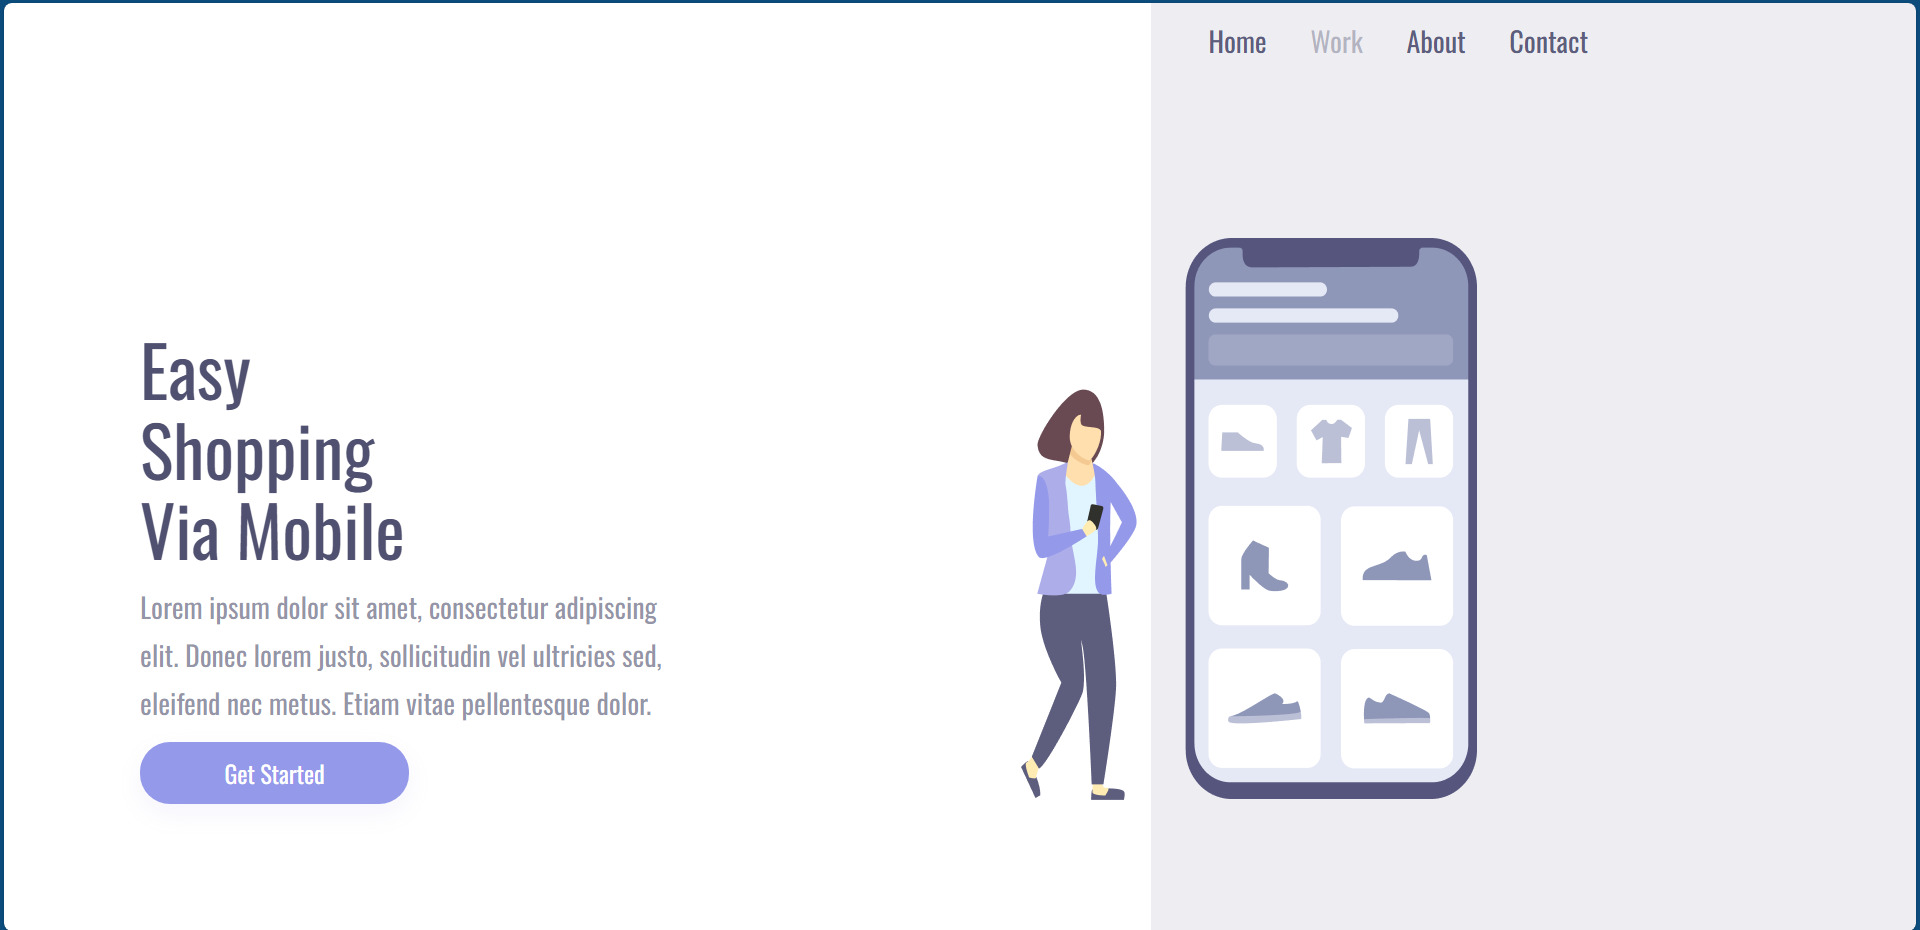 Home Work About Contact
Easy
Shopping
Via Mobile
Lorem ipsum dolor sit amet, consectetur adipiscing
elit. Donec lorem justo, sollicitudin vel ultricies sed,
eleifend nec metus. Etiam vitae pellentesque dolor.
Get Started